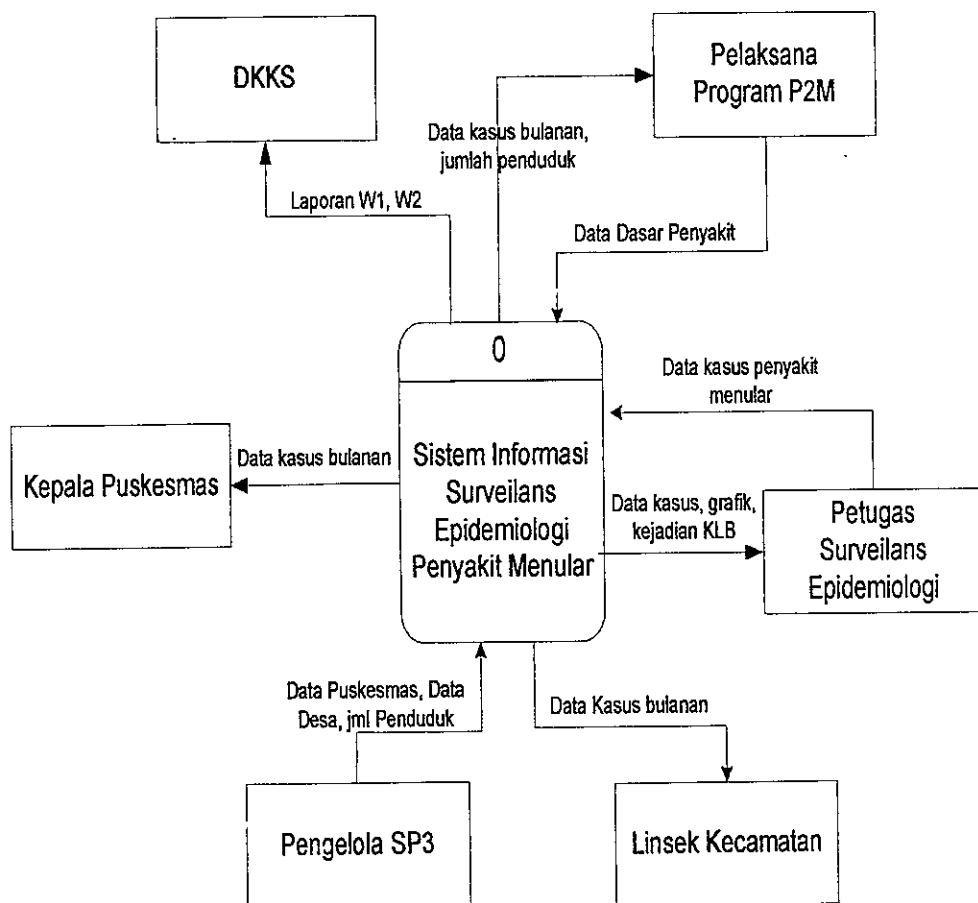 DKKS
Pelaksana
Program P2M
Data kasus bulanan,
jumlah penduduk
Laporan W1, W2
Data Dasar Penyakit
0
Data kasus penyakit
menular
Kepala Puskesmas
Data kasus bulanan
Sistem Informasi
Surveilans
Epidemiologi
Penyakit Menular
Data kasus, grafik,
kejadian KLB
Petugas
Surveilans
Epidemiologi
Data Puskesmas, Data
Desa, jml Penduduk
Data Kasus bulanan
Pengelola SP3
Linsek Kecamatan